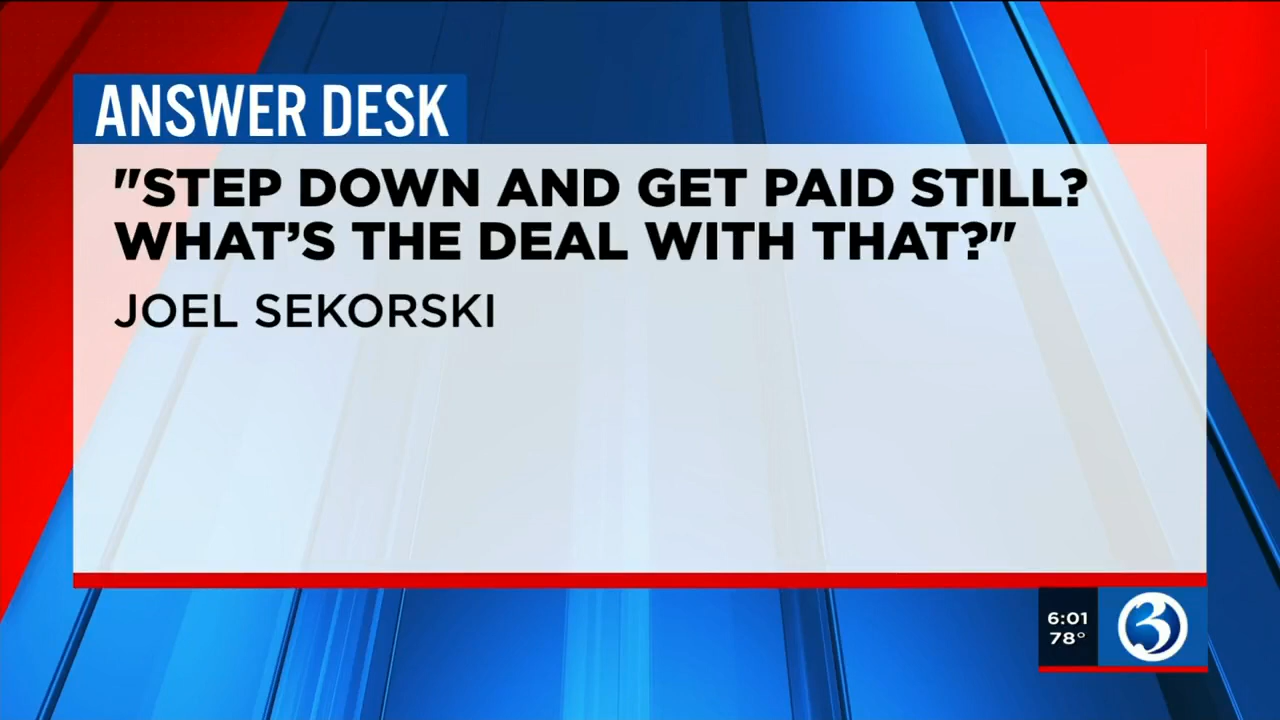 ANSWER DESK
"STEP DOWN AND GET PAID STILL?
WHAT'S THE DEAL WITH THAT?"
JOEL SEKORSKI
6:01
78°
3